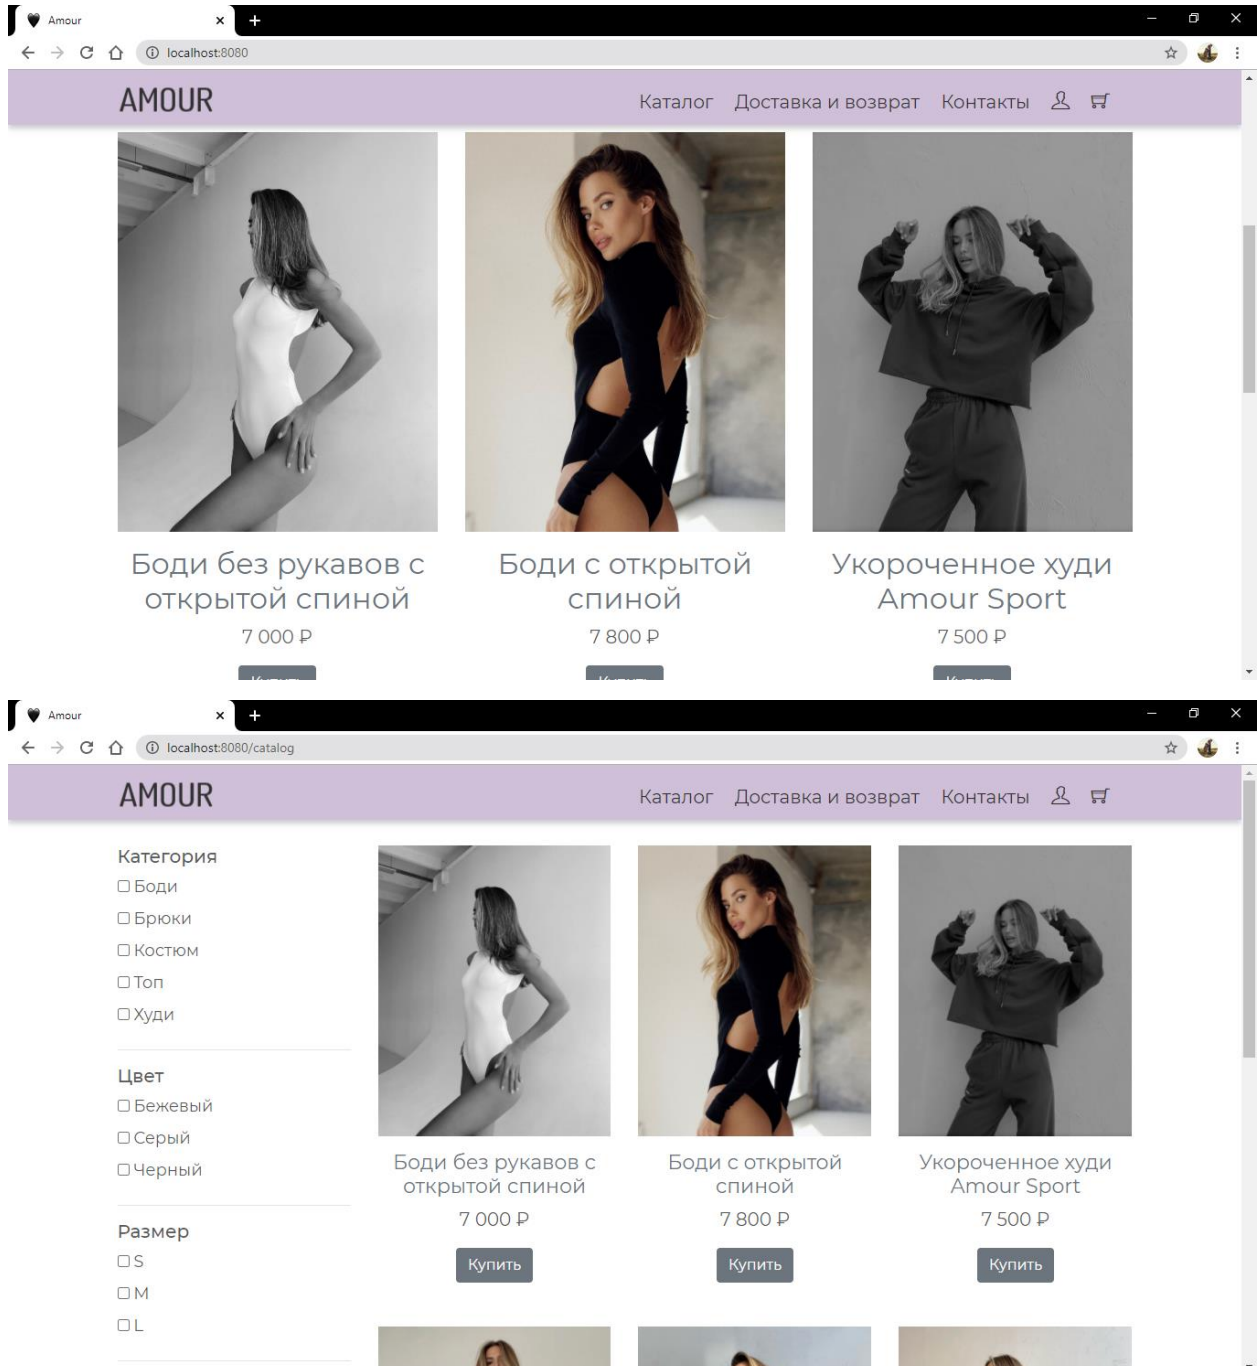 Amour
localhost:8080
AMOUR
Каталог Доставка и возврат Контакты
Боди без рукавов с
открытой спиной
7 000 ₽
Купить
Боди с открытой
спиной
7 800 ₽
Купить
Укороченное худи
Amour Sport
7 500 ₽
Купить
Amour
localhost:8080/catalog
AMOUR
Каталог Доставка и возврат Контакты
Категория
Боди
Брюки
Костюм
Топ
Худи
Цвет
Бежевый
Серый
Черный
Размер
S
M
L
Боди без рукавов с
открытой спиной
7 000 ₽
Купить
Боди с открытой
спиной
7 800 ₽
Купить
Укороченное худи
Amour Sport
7 500 ₽
Купить